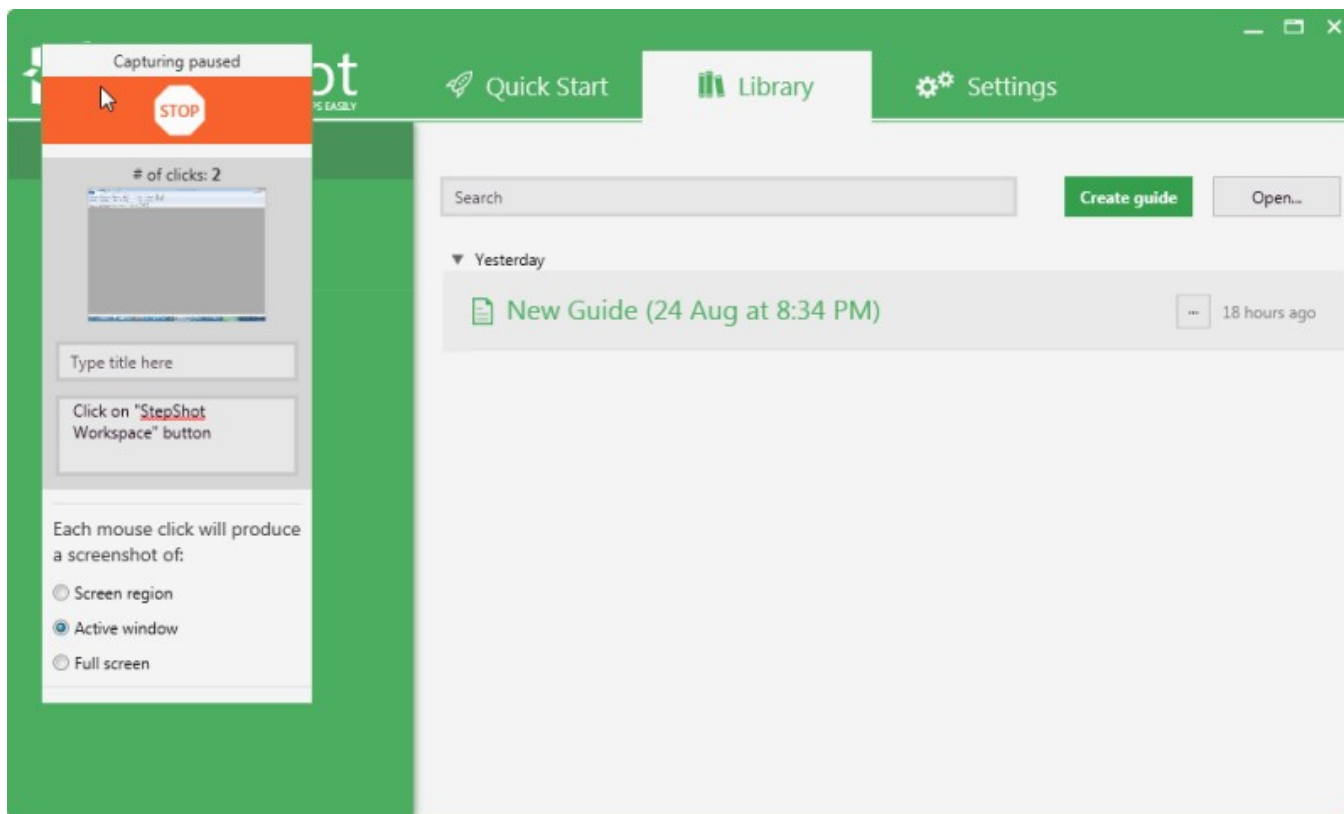 Capturing paused
STOP
ot
PS EASILY
Quick Start
Library
Settings
# of clicks: 2
Type title here
Click on "StepShot
Workspace" button
Each mouse click will produce
a screenshot of:
Screen region
Active window
Full screen
Search
Create guide
Open...
Yesterday
New Guide (24 Aug at 8:34 PM)
...
18 hours ago